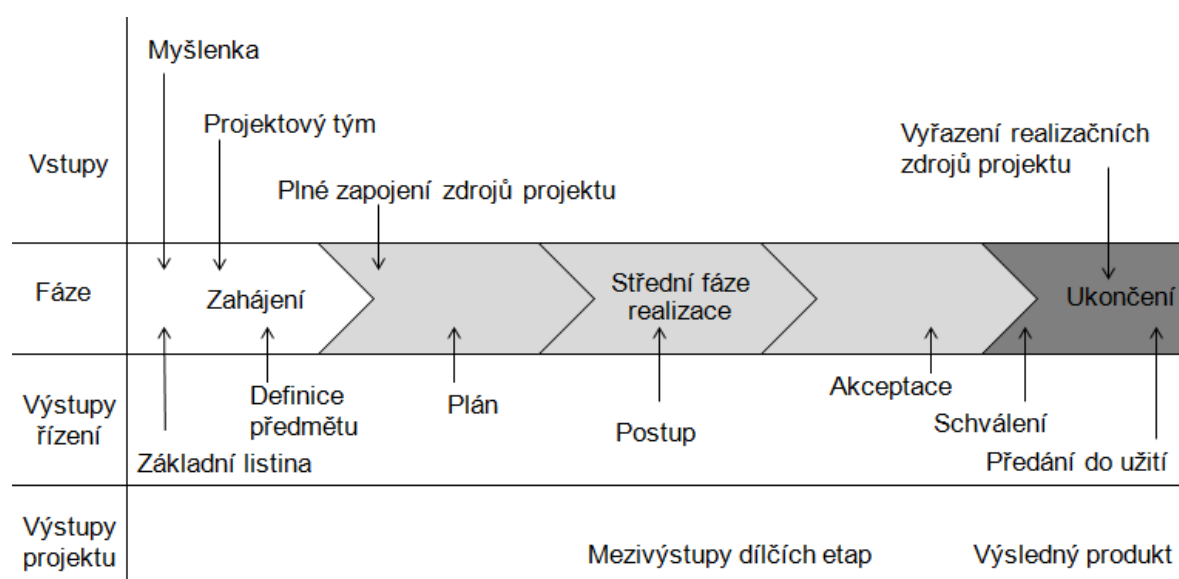 Myšlenka
Projektový tým
Vyřazení realizačních
zdrojů projektu
Vstupy
Plné zapojení zdrojů projektu
Fáze
Zahájení
Střední fáze
realizace
Ukončení
Výstupy
řízení
Definice
předmětu
Plán
Postup
Akceptace
Schválení
Základní listina
Předání do užití
Výstupy
projektu
Mezivýstupy dílčích etap
Výsledný produkt